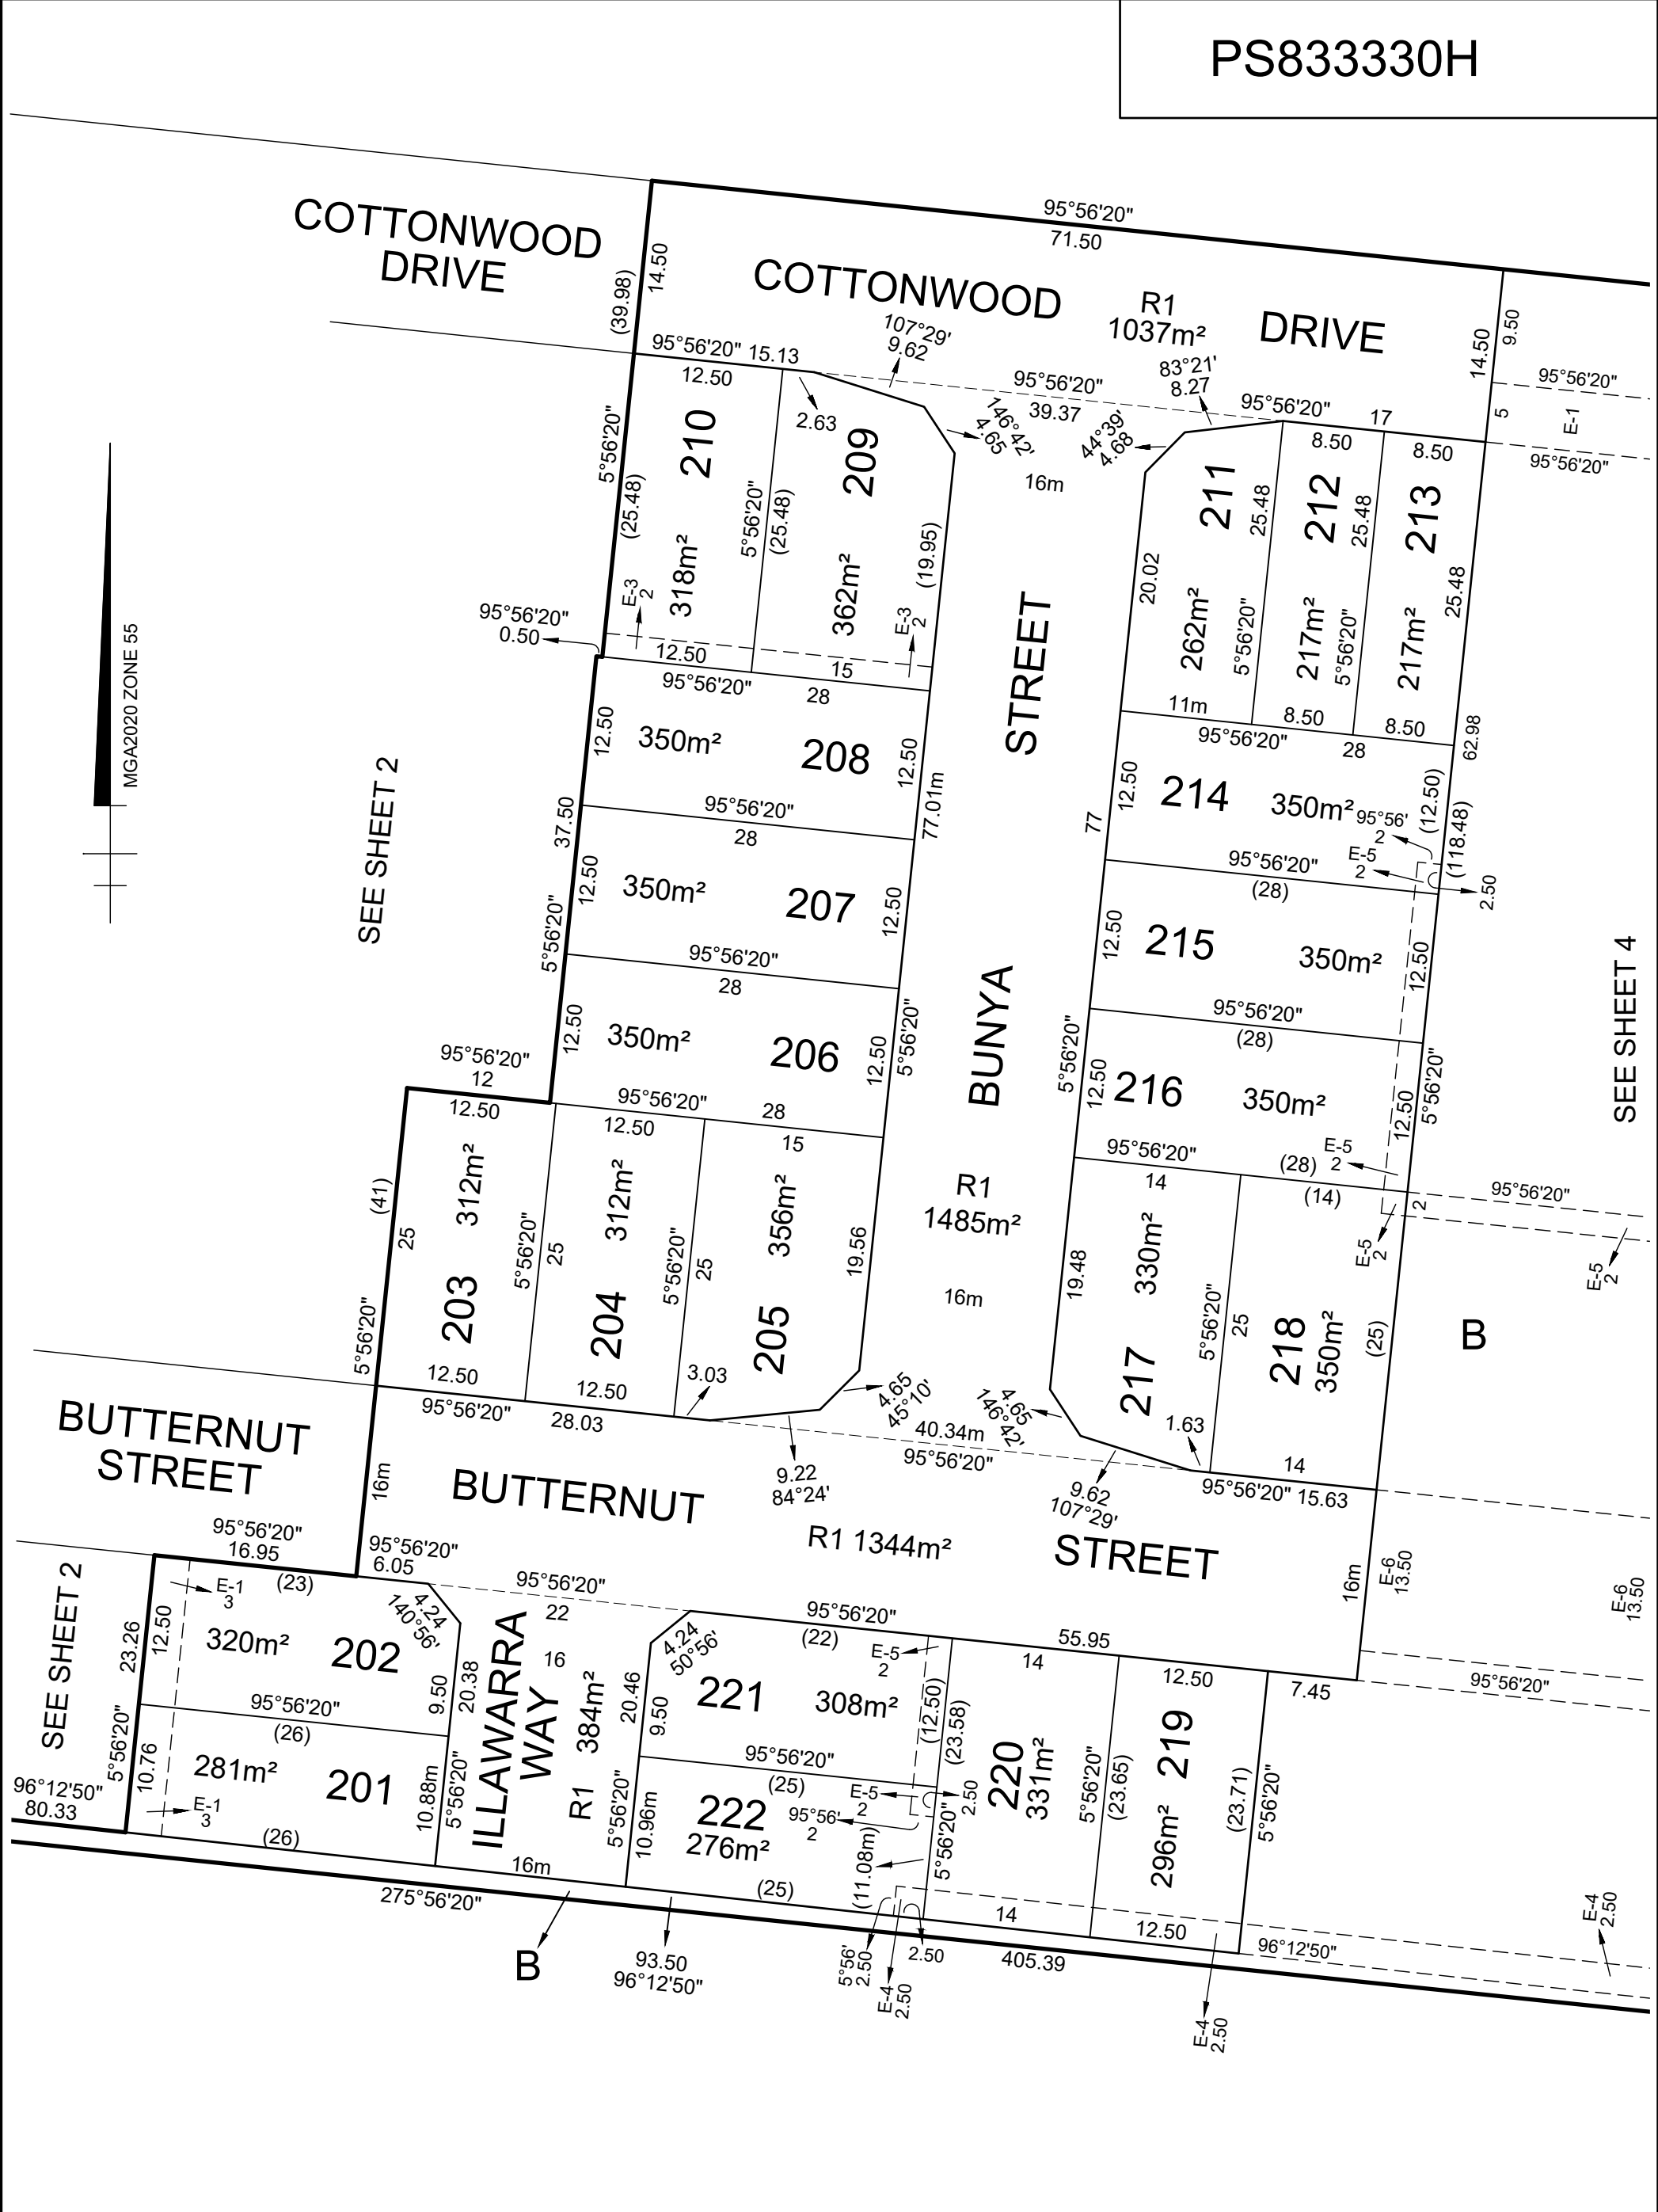 PS833330H
95°56'20"
71.50
COTTONWOOD
DRIVE
(39.98)
14.50
COTTONWOOD
R1
1037m²
DRIVE
14.50
9.50
95°56'20"
5
E-1
95°56'20"
95°56'20" 15.13
12.50
2.63
107°29'
9.62
95°56'20"
39.37
146°42'
4.65
44°39'
4.68
83°21'
8.27
95°56'20"
17
8.50
8.50
16m
5°56'20"
(25.48)
210
318m²
E-3
2
5°56'20"
(25.48)
209
362m²
(19.95)
E-3
2
12.50
15
95°56'20"
0.50
20.02
211
262m²
25.48
5°56'20"
212
217m²
25.48
5°56'20"
213
217m²
25.48
62.98
11m
8.50
8.50
95°56'20"
28
MGA2020 ZONE 55
SEE SHEET 2
95°56'20"
28
12.50
350m²
208
12.50
77.01m
37.50
95°56'20"
28
12.50
350m²
207
12.50
5°56'20"
95°56'20"
28
12.50
350m²
206
12.50
5°56'20"
STREET
BUNYA
R1
1485m²
16m
77
12.50
214
350m²
95°56'
2
(12.50)
(118.48)
E-5
2
2.50
95°56'20"
(28)
12.50
215
350m²
12.50
95°56'20"
(28)
5°56'20"
12.50
216
350m²
12.50
5°56'20"
SEE SHEET 4
95°56'20"
(28)
E-5
2
95°56'20"
12
12.50
95°56'20"
28
12.50
15
(41)
25
5°56'20"
203
312m²
5°56'20"
25
204
312m²
5°56'20"
25
205
356m²
19.56
12.50
12.50
3.03
95°56'20"
28.03
4.65
45°10'
9.22
84°24'
14
(14)
2
95°56'20"
E-5
2
E-5
2
19.48
217
330m²
5°56'20"
25
218
350m²
(25)
B
4.65
146°42'
40.34m
95°56'20"
9.62
107°29'
1.63
14
95°56'20" 15.63
BUTTERNUT
STREET
16m
BUTTERNUT
R1 1344m²
STREET
16m
E-6
13.50
E-6
13.50
95°56'20"
16.95
(23)
95°56'20"
6.05
4.24
140°56'
95°56'20"
22
4.24
50°56'
95°56'20"
(22)
55.95
14
12.50
7.45
95°56'20"
SEE SHEET 2
23.26
12.50
E-1
3
320m²
202
9.50
20.38
95°56'20"
(26)
5°56'20"
10.76
281m²
201
10.88m
5°56'20"
E-1
3
(26)
96°12'50"
80.33
ILLAWARRA
WAY
16
384m²
R1
16m
20.46
9.50
221
308m²
E-5
2
(12.50)
(23.58)
95°56'20"
(25)
5°56'20"
10.96m
222
276m²
E-5
2
95°56'
2
2.50
(11.08m)
5°56'20"
(25)
220
331m²
5°56'20"
(23.65)
219
296m²
(23.71)
5°56'20"
14
12.50
275°56'20"
B
93.50
96°12'50"
5°56'
2.50
E-4
2.50
2.50
405.39
96°12'50"
E-4
2.50
E-4
2.50